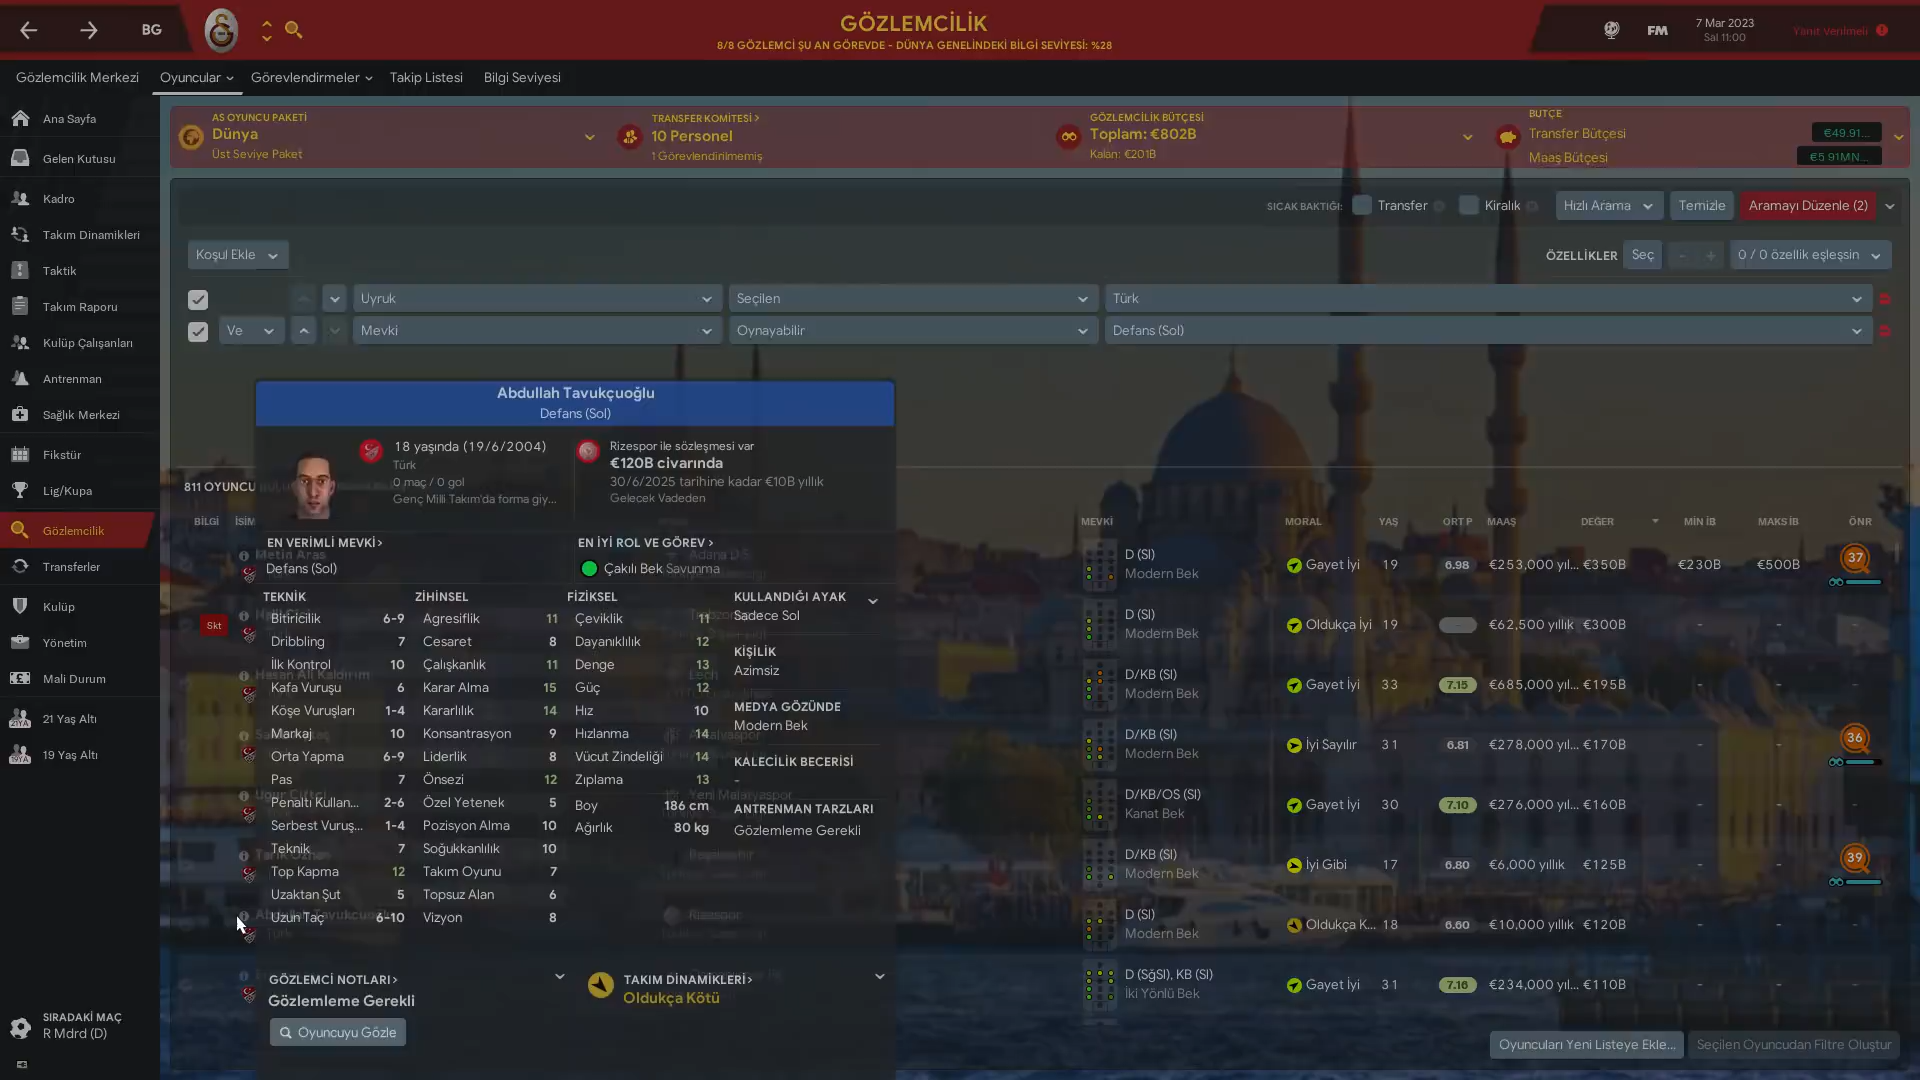 BG
GÖZLEMCİLİK
8/8 GÖZLEMCİ ŞU AN GÖREVDE - DÜNYA GENELİNDEKİ BİLGİ SEVİYESİ: %28
FM
7 Mar 2023
Sal 11:00
Yanıt Verilmeli
Gözlemcilik Merkezi
Oyuncular
Görevlendirmeler
Takip Listesi
Bilgi Seviyesi
Ana Sayfa
Gelen Kutusu
Kadro
Takım Dinamikleri
Taktik
Takım Raporu
Kulüp Çalışanları
Antrenman
Sağlık Merkezi
Fikstür
Lig/Kupa
Gözlemcilik
Transferler
Kulüp
Yönetim
Mali Durum
21 Yaş Altı
19 Yaş Altı
SIRADAKİ MAÇ
R Mdrd (D)
AS OYUNCU PAKETİ
Dünya
Üst Seviye Paket
TRANSFER KOMİTESİ >
10 Personel
1 Görevlendirilmemiş
GÖZLEMCİLİK BÜTÇESİ
Toplam: €802B
Kalan: €201B
BÜTÇE
Transfer Bütçesi €49.91...
Maaş Bütçesi €5.91MN...
SICAK BAKTIĞI: Transfer Kiralık Hızlı Arama Temizle Aramayı Düzenle (2)
Koşul Ekle
ÖZELLİKLER Seç - + 0 / 0 özellik eşleşsin
Uyruk Seçilen Türk
Ve Mevki Oynayabilir Defans (Sol)
811 OYUNCU
BİLGİ İSİM MEVKİ MORAL YAŞ ORT P MAAŞ DEĞER MİN İB MAKS İB ÖNR
Abdullah Tavukçuoğlu
Defans (Sol)
18 yaşında (19/6/2004)
Türk
0 maç / 0 gol
Genç Milli Takım'da forma giy...
Rizespor ile sözleşmesi var
€120B civarında
30/6/2025 tarihine kadar €10B yıllık
Gelecek Vadeden
EN VERİMLİ MEVKİ >
Defans (Sol)
EN İYİ ROL VE GÖREV >
Çakılı Bek Savunma
TEKNİK
Bitiricilik 6-9
Dribbling 7
İlk Kontrol 10
Kafa Vuruşu 6
Köşe Vuruşları 1-4
Markaj 10
Orta Yapma 6-9
Pas 7
Penaltı Kullan... 2-6
Serbest Vuruş... 1-4
Teknik 7
Top Kapma 12
Uzaktan Şut 5
Uzun Taç 6-10
ZİHİNSEL
Agresiflik 11
Cesaret 8
Çalışkanlık 11
Karar Alma 15
Kararlılık 14
Konsantrasyon 9
Liderlik 8
Önsezi 12
Özel Yetenek 5
Pozisyon Alma 10
Soğukkanlılık 10
Takım Oyunu 7
Topsuz Alan 6
Vizyon 8
FİZİKSEL
Çeviklik 11
Dayanıklılık 12
Denge 13
Güç 12
Hız 10
Hızlanma 14
Vücut Zindeliği 14
Zıplama 13
Boy 186 cm
Ağırlık 80 kg
KULLANDIĞI AYAK
Sadece Sol
KİŞİLİK
Azimsiz
MEDYA GÖZÜNDE
Modern Bek
KALECİLİK BECERİSİ
-
ANTRENMAN TARZLARI
Gözlemleme Gerekli
GÖZLEMCİ NOTLARI >
Gözlemleme Gerekli
Oyuncuyu Gözle
TAKIM DİNAMİKLERİ >
Oldukça Kötü
Metin Aras
Adana D.S.
D (Sl)
Modern Bek
Gayet İyi 19 6.98 €253,000 yıl... €350B €230B €500B 37
Skt
D (Sl)
Modern Bek
Oldukça İyi 19 - €62,500 yıllık €300B - -
Hasan Ali Kaldırım
D/KB (Sl)
Modern Bek
Gayet İyi 33 7.15 €685,000 yıl... €195B - -
D/KB (Sl)
Modern Bek
İyi Sayılır 31 6.81 €278,000 yıl... €170B - - 36
Uğur Çiftçi
Yeni Malatyaspor
D/KB/OS (Sl)
Kanat Bek
Gayet İyi 30 7.10 €276,000 yıl... €160B - -
D/KB (Sl)
Modern Bek
İyi Gibi 17 6.80 €6,000 yıllık €125B - - 39
Abdullah Tavukçuoğlu
Türk
Rizespor
D (Sl)
Modern Bek
Oldukça K... 18 6.60 €10,000 yıllık €120B - -
D (SğSl), KB (Sl)
İki Yönlü Bek
Gayet İyi 31 7.16 €234,000 yıl... €110B - -
Oyuncuları Yeni Listeye Ekle...
Seçilen Oyuncudan Filtre Oluştur